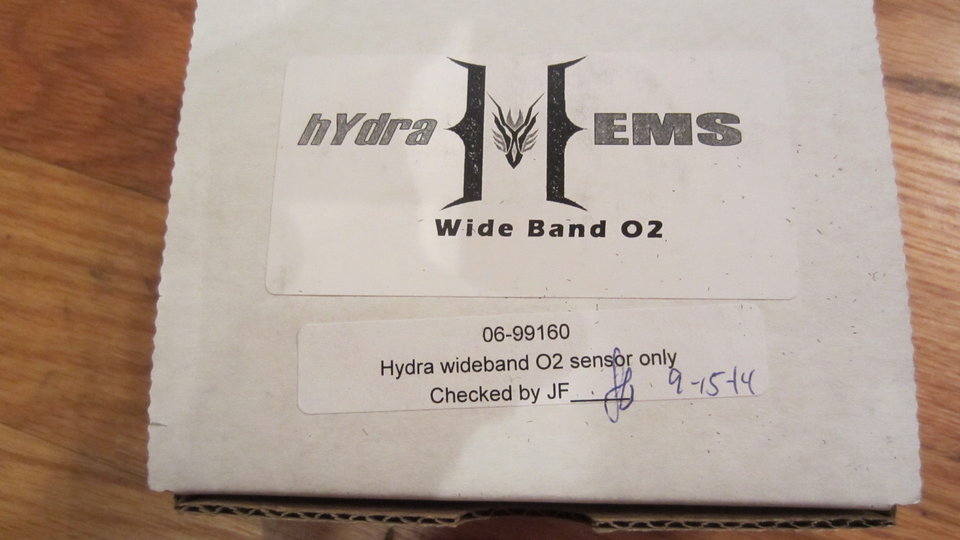 hYdra H EMS
Wide Band O2
06-99160
Hydra wideband O2 sensor only
Checked by JF 9-15-14